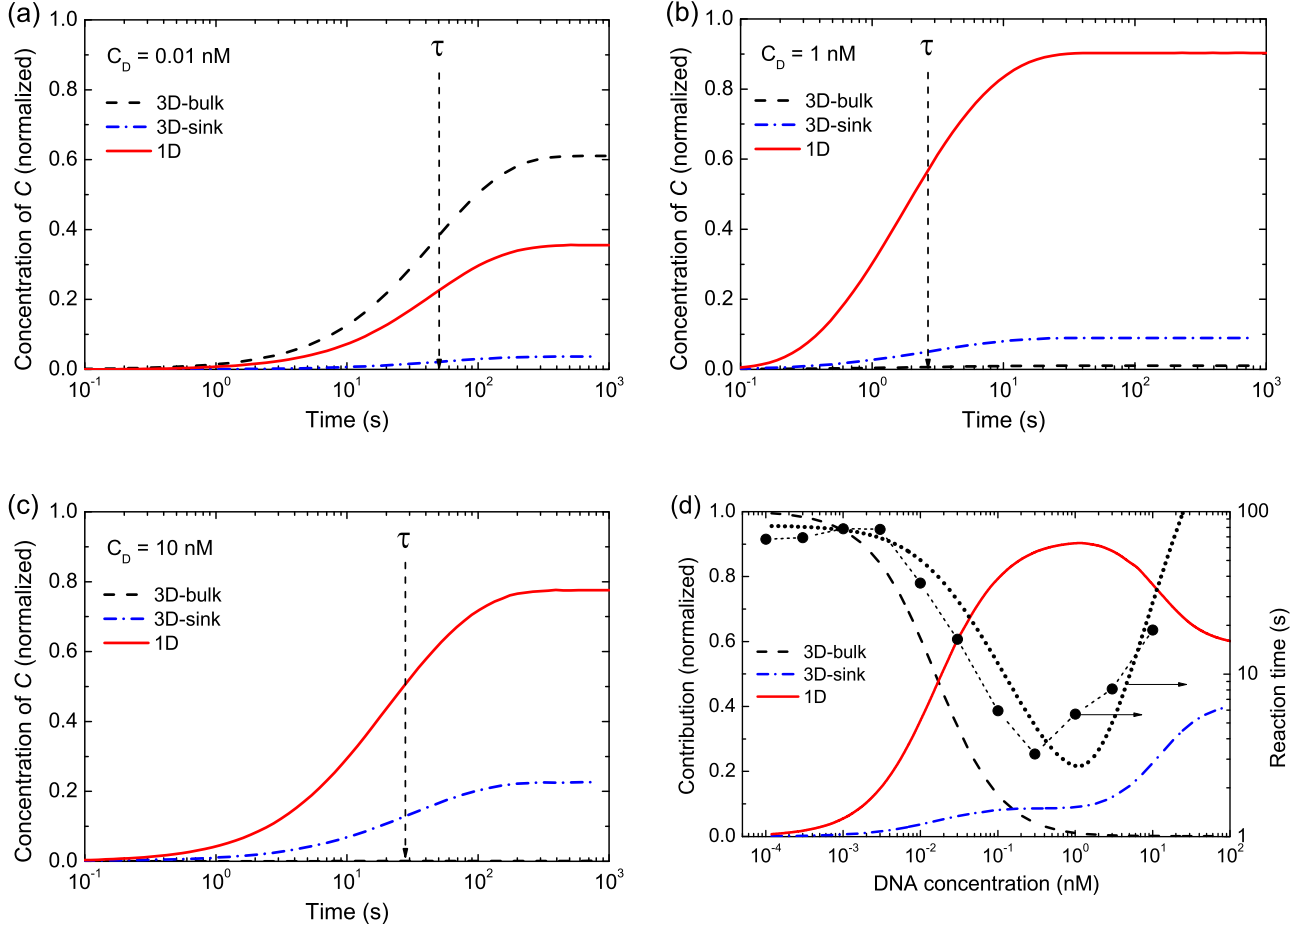 (a)
Concentration of C (normalized)
1.0
0.8
0.6
0.4
0.2
0.0
C_D = 0.01 nM
τ
3D-bulk
3D-sink
1D
10^-1 10^0 10^1 10^2 10^3
Time (s)
(b)
Concentration of C (normalized)
1.0
0.8
0.6
0.4
0.2
0.0
C_D = 1 nM
τ
3D-bulk
3D-sink
1D
10^-1 10^0 10^1 10^2 10^3
Time (s)
(c)
Concentration of C (normalized)
1.0
0.8
0.6
0.4
0.2
0.0
C_D = 10 nM
τ
3D-bulk
3D-sink
1D
10^-1 10^0 10^1 10^2 10^3
Time (s)
(d)
Contribution (normalized)
1.0
0.8
0.6
0.4
0.2
0.0
3D-bulk
3D-sink
1D
100
10
1
Reaction time (s)
10^-4 10^-3 10^-2 10^-1 10^0 10^1 10^2
DNA concentration (nM)